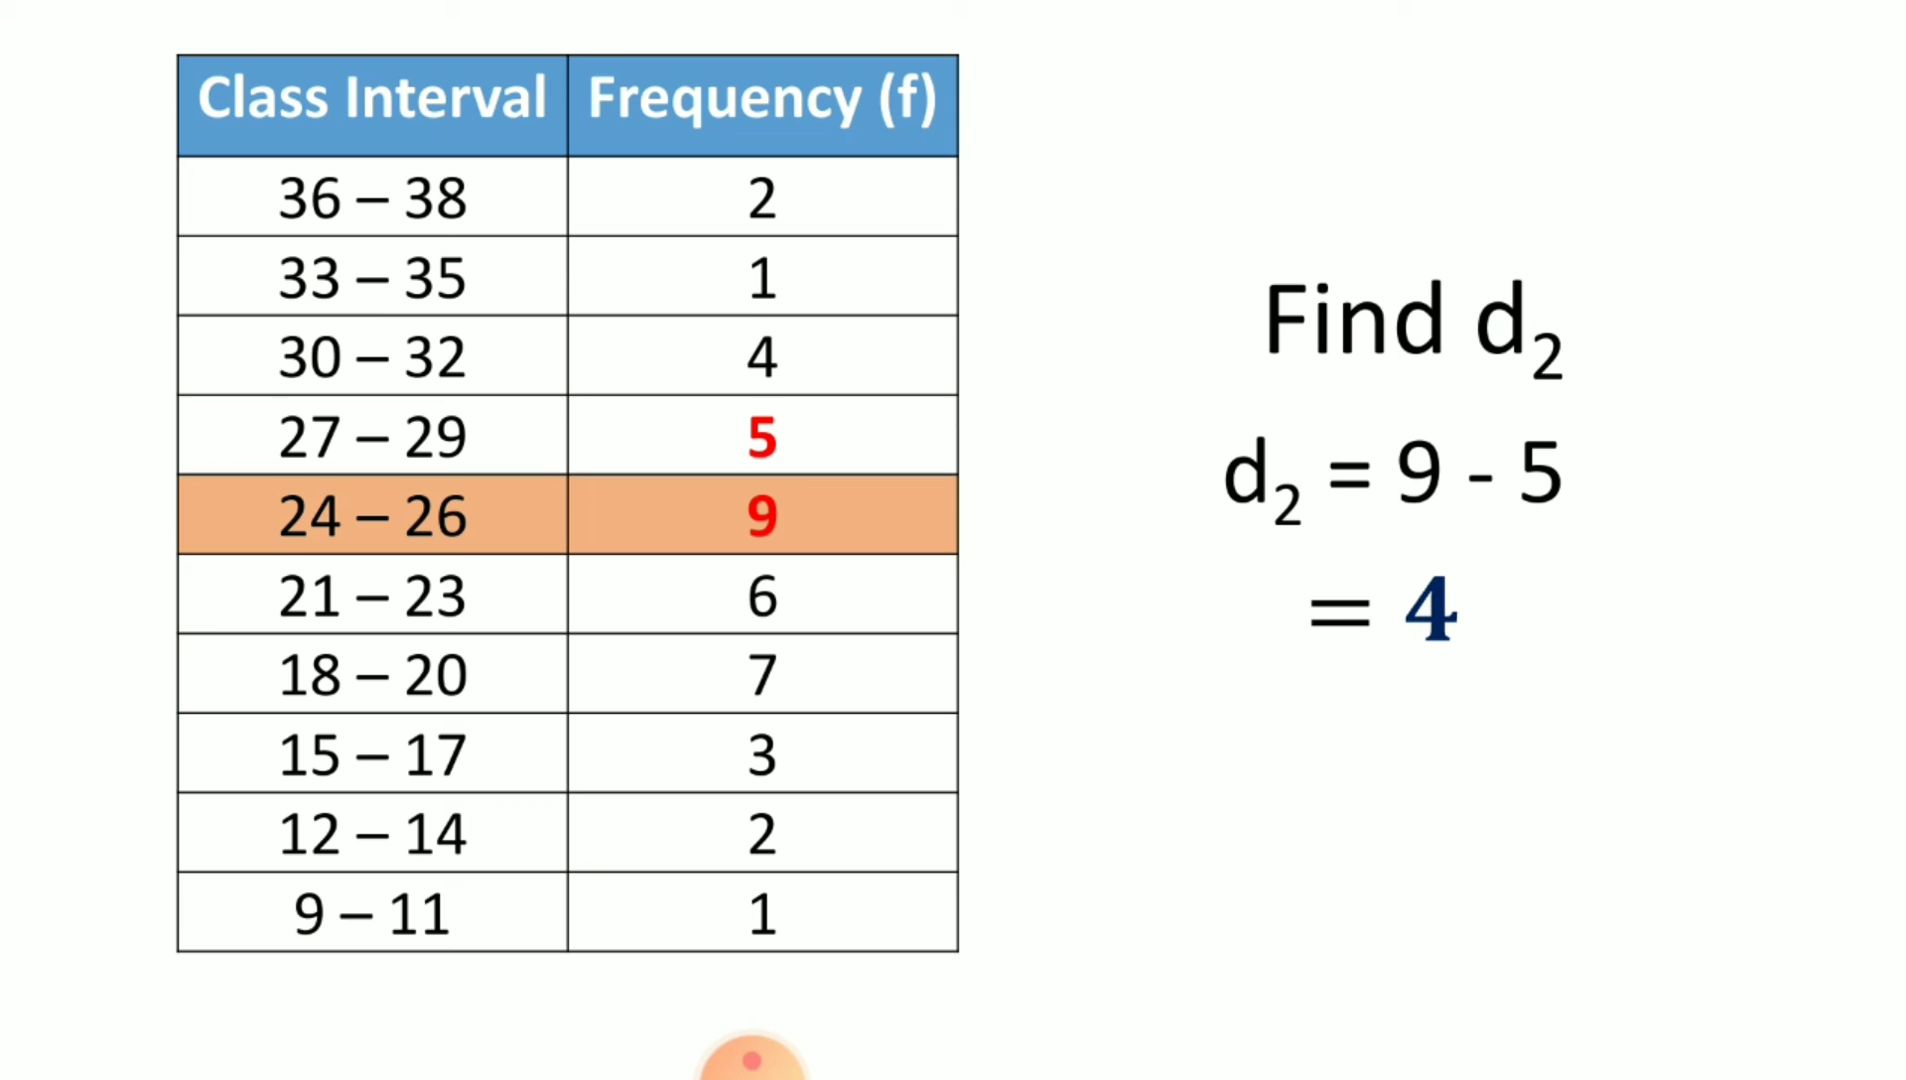 Class Interval Frequency (f)
36 – 38 2
33 – 35 1
30 – 32 4
27 – 29 5
24 – 26 9
21 – 23 6
18 – 20 7
15 – 17 3
12 – 14 2
9 – 11 1
Find d₂
d₂ = 9 - 5
= 4